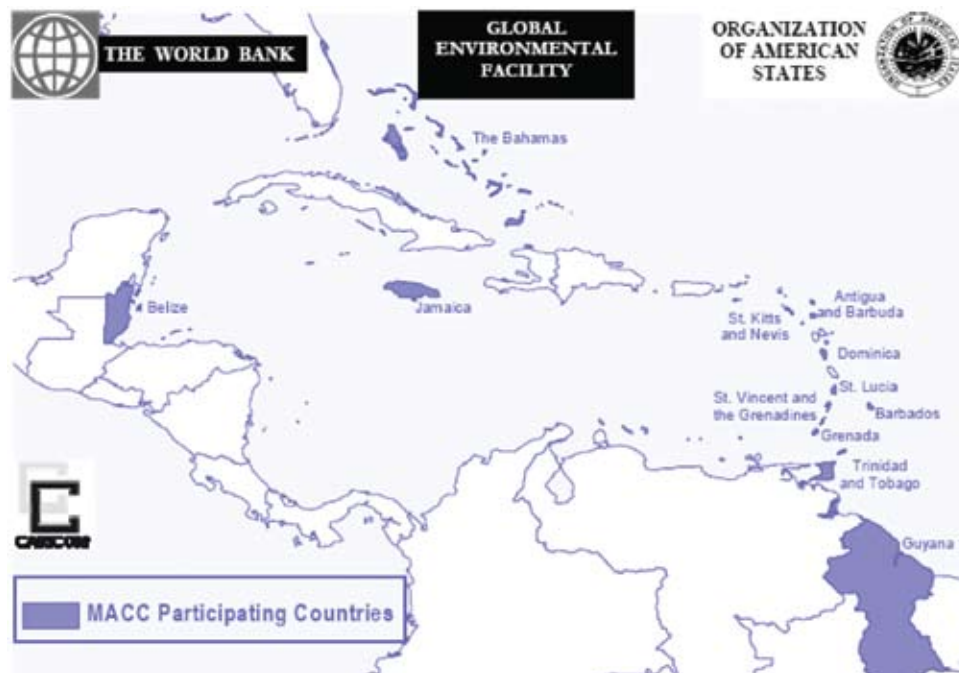 THE WORLD BANK
GLOBAL
ENVIRONMENTAL
FACILITY
ORGANIZATION
OF AMERICAN
STATES
The Bahamas
Belize
Jamaica
St. Kitts
and Nevis
Antigua
and Barbuda
Dominica
St. Lucia
St. Vincent and
the Grenadines
Barbados
Grenada
Trinidad
and Tobago
Guyana
CARICOM
MACC Participating Countries